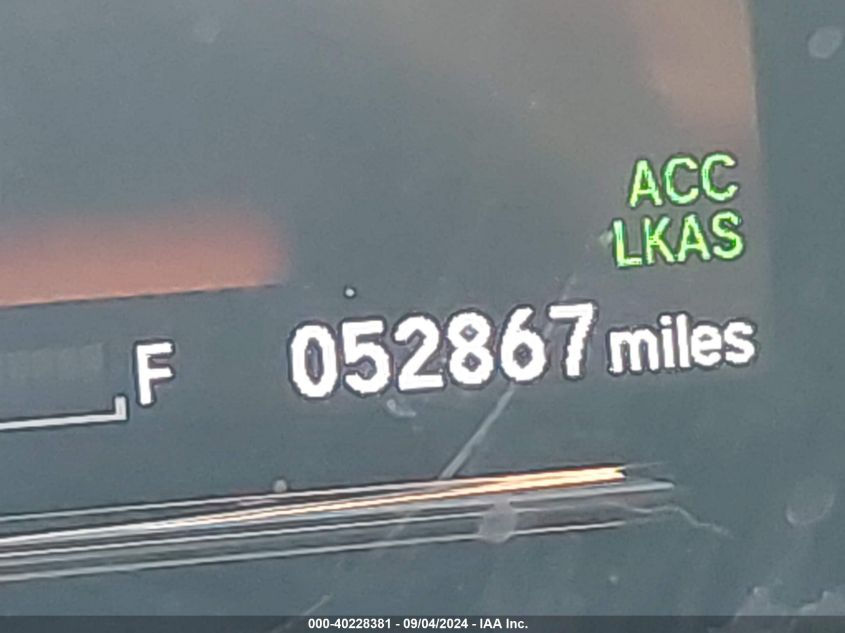 ACC
LKAS
F 052867 miles
000-40228381 - 09/04/2024 - IAA Inc.